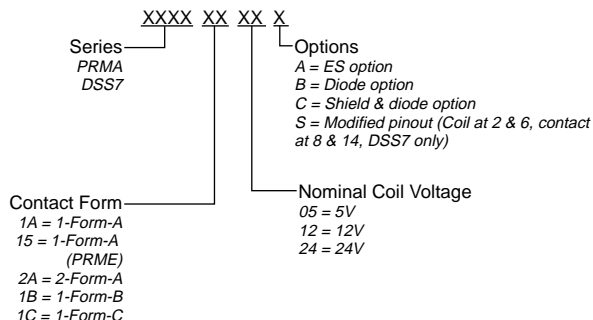 XXXX XX XX X
Series
PRMA
DSS7
Options
A = ES option
B = Diode option
C = Shield & diode option
S = Modified pinout (Coil at 2 & 6, contact
at 8 & 14, DSS7 only)
Contact Form
1A = 1-Form-A
15 = 1-Form-A
(PRME)
2A = 2-Form-A
1B = 1-Form-B
1C = 1-Form-C
Nominal Coil Voltage
05 = 5V
12 = 12V
24 = 24V